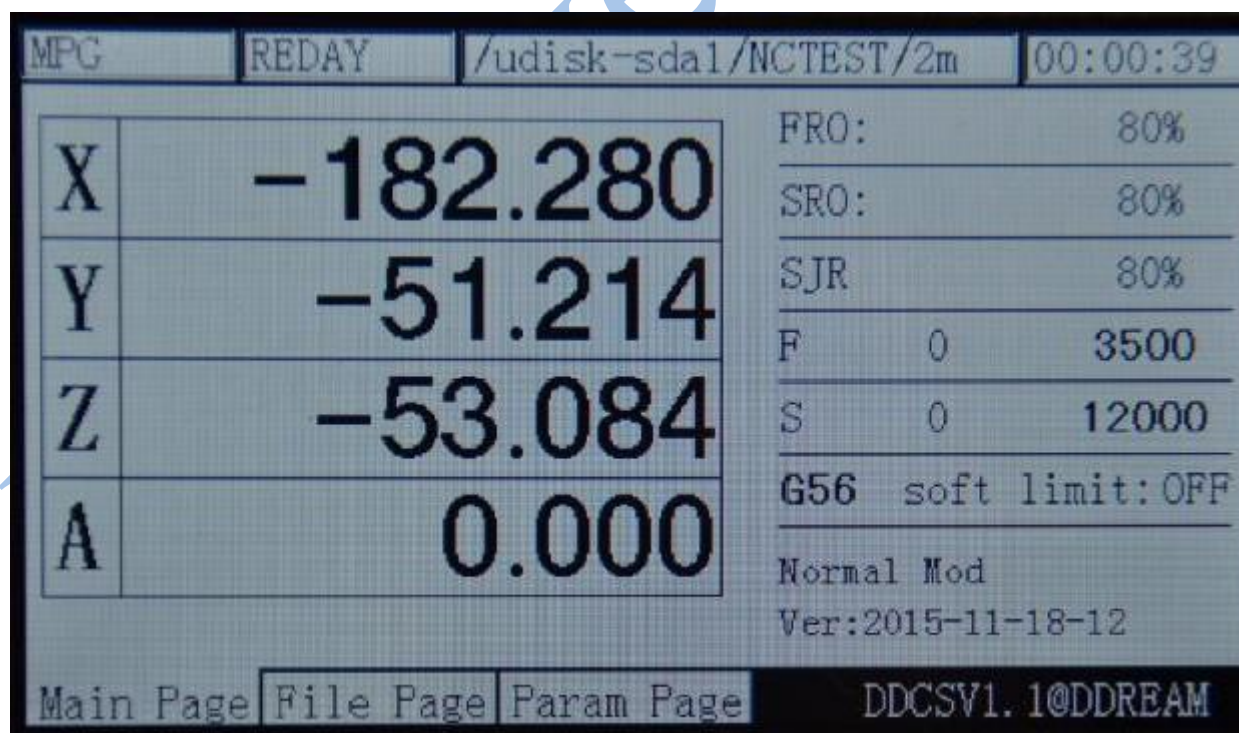 MPG REDAY /udisk-sda1/NCTEST/2m 00:00:39
X -182.280
Y -51.214
Z -53.084
A 0.000
FRO: 80%
SRO: 80%
SJR 80%
F 0 3500
S 0 12000
G56 soft limit:OFF
Normal Mod
Ver:2015-11-18-12
Main Page File Page Param Page DDCSV1.1@DDREAM